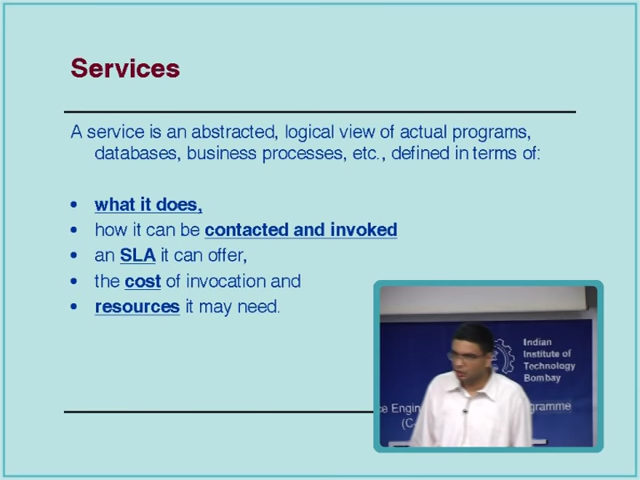 Services
A service is an abstracted, logical view of actual programs,
databases, business processes, etc., defined in terms of:
• what it does,
• how it can be contacted and invoked
• an SLA it can offer,
• the cost of invocation and
• resources it may need.
Indian
Institute of
Technology
Bombay
Engin
gramme
(C-